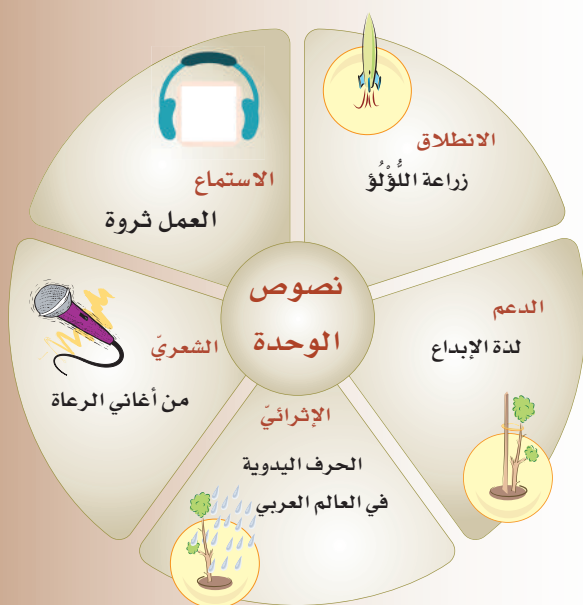 نصوص
الوحدة
الانطلاق
زراعة اللُّؤْلُؤ
الدعم
لذة الإبداع
الإثرائيّ
الحرف اليدوية
في العالم العربي
الشعريّ
من أغاني الرعاة
الاستماع
العمل ثروة